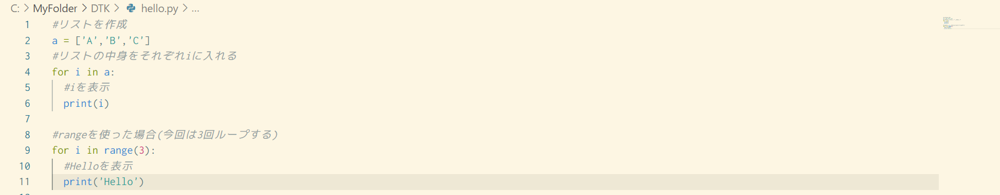 C: > MyFolder > DTK > hello.py > ...
1 #リストを作成
2 a = ['A','B','C']
3 #リストの中身をそれぞれiに入れる
4 for i in a:
5 #iを表示
6 print(i)
7
8 #rangeを使った場合(今回は3回ループする)
9 for i in range(3):
10 #Helloを表示
11 print('Hello')